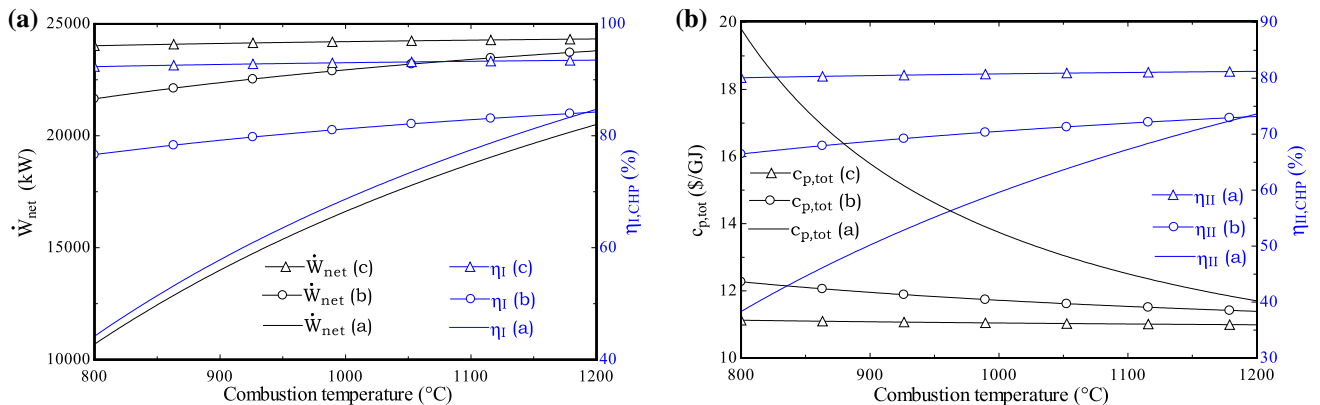 (a)
25000
20000
15000
10000
Ẇnet (kW)
100
80
60
40
ηI,CHP (%)
Ẇnet (c)
Ẇnet (b)
Ẇnet (a)
ηI (c)
ηI (b)
ηI (a)
800 900 1000 1100 1200
Combustion temperature (°C)
(b)
20
18
16
14
12
10
cp,tot ($/GJ)
90
80
70
60
50
40
30
ηII,CHP (%)
cp,tot (c)
cp,tot (b)
cp,tot (a)
ηII (a)
ηII (b)
ηII (a)
800 900 1000 1100 1200
Combustion temperature (°C)